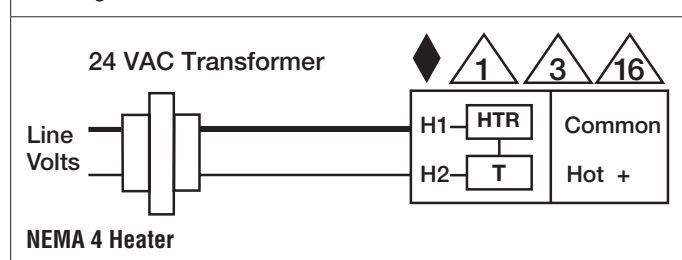 24 VAC Transformer
1 3 16
Line
Volts
H1 HTR Common
H2 T Hot +
NEMA 4 Heater